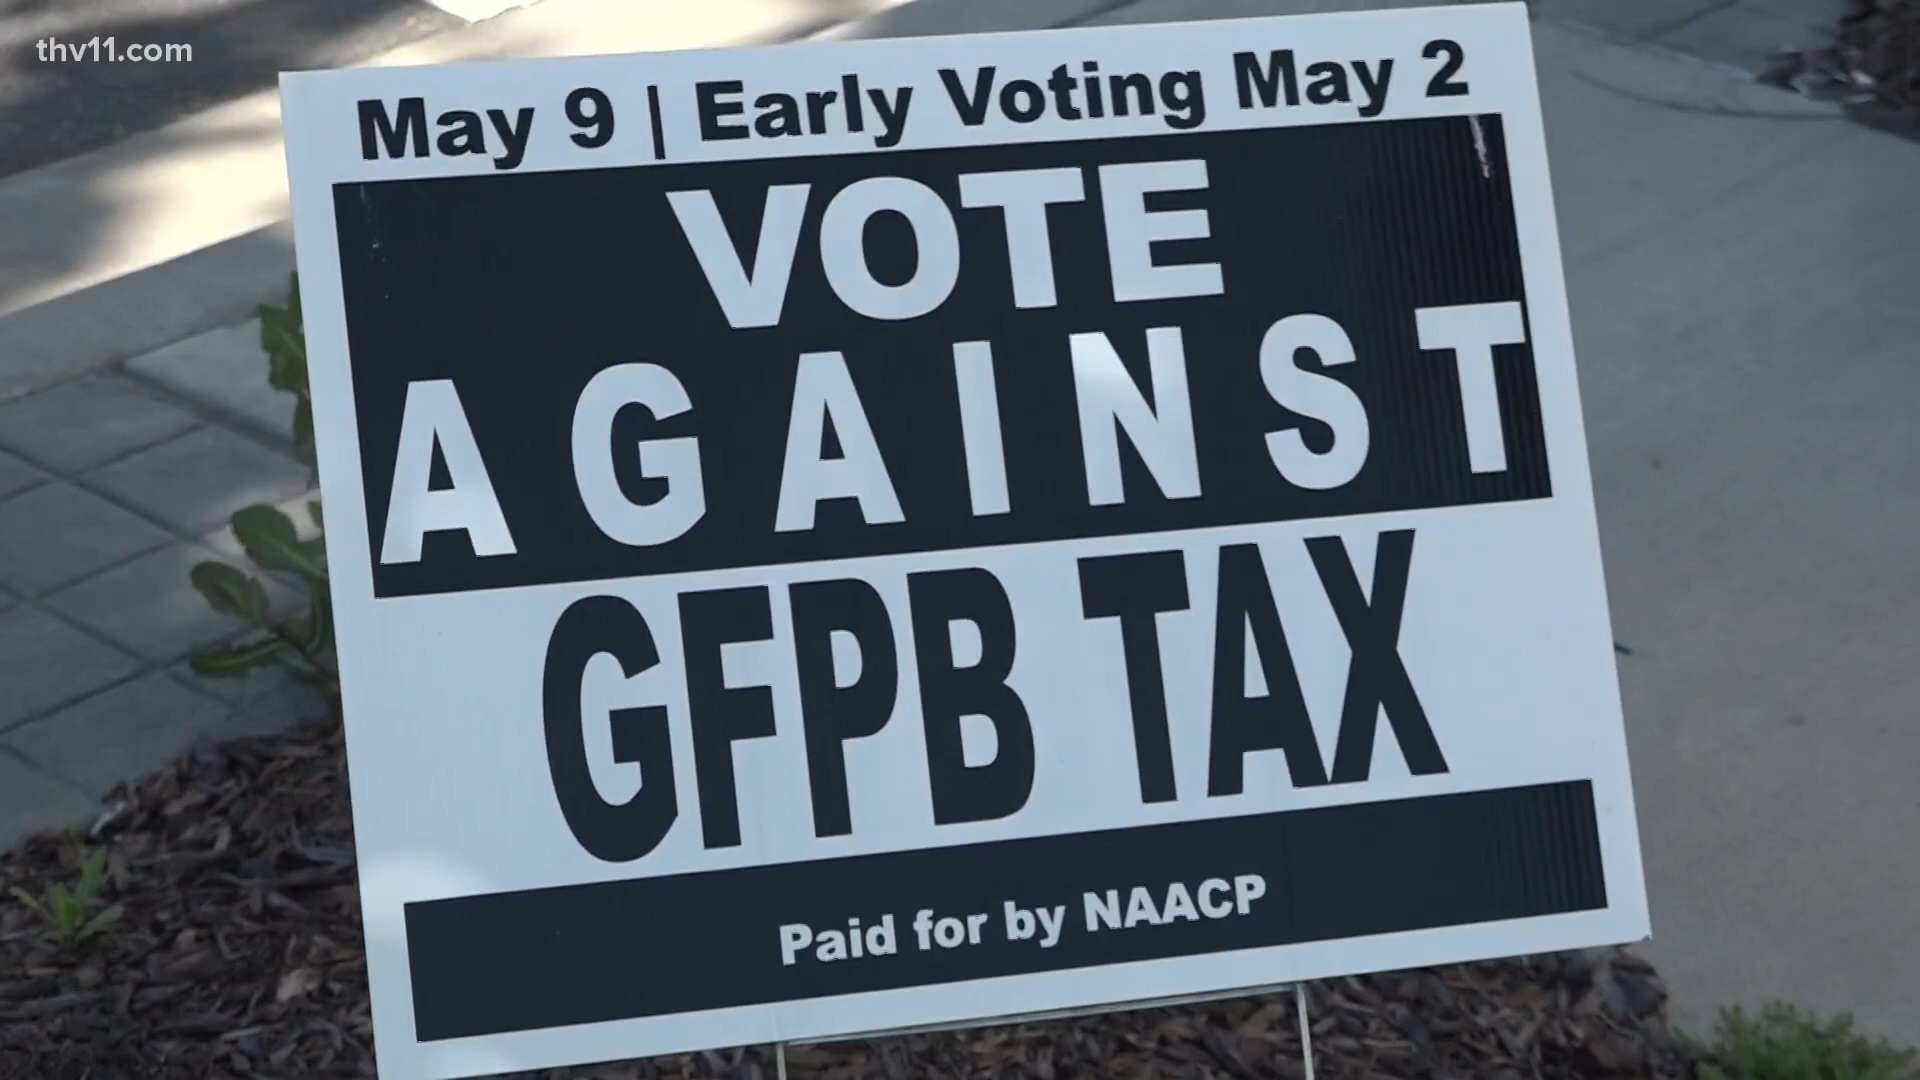 thv11.com
May 9 | Early Voting May 2
VOTE
AGAINST
GFPB TAX
Paid for by NAACP